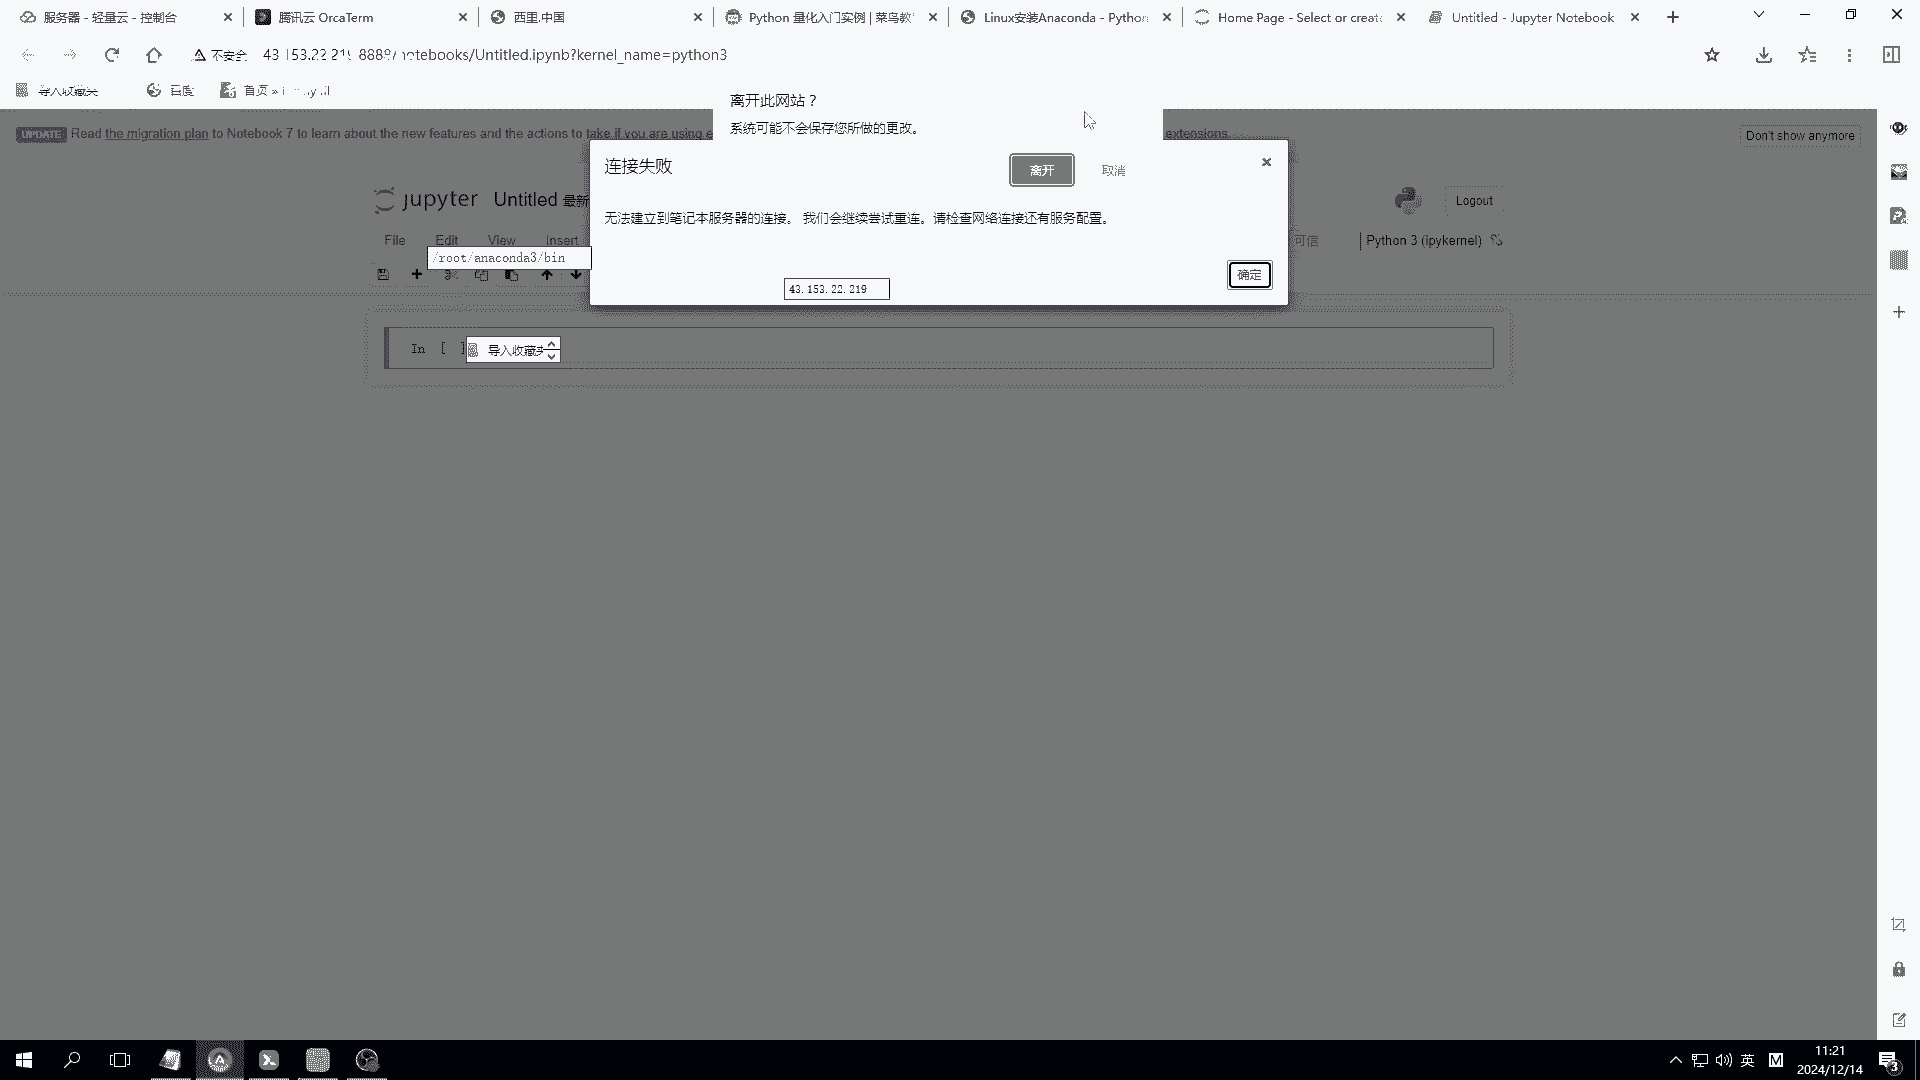 服务器 - 轻量云 - 控制台
腾讯云 OrcaTerm
西里.中国
Python 量化入门实例 | 菜鸟教
Linux安装Anaconda - Python
Home Page - Select or creat
Untitled - Jupyter Notebook
不安全
notebooks/Untitled.ipynb?kernel_name=python3
导入收藏夹
百度
首页 »
离开此网站？
系统可能不会保存您所做的更改。
离开
取消
UPDATE Read the migration plan to Notebook 7 to learn about the new features and the actions to take if you are using extensions.
Don't show anymore
连接失败
无法建立到笔记本服务器的连接。 我们会继续尝试重连。请检查网络连接还有服务配置。
确定
jupyter Untitled 最新
Logout
File Edit View Insert
可信
Python 3 (ipykernel)
/root/anaconda3/bin
43.153.22.219
In [ ]
导入收藏夹
英
M
11:21
2024/12/14
3